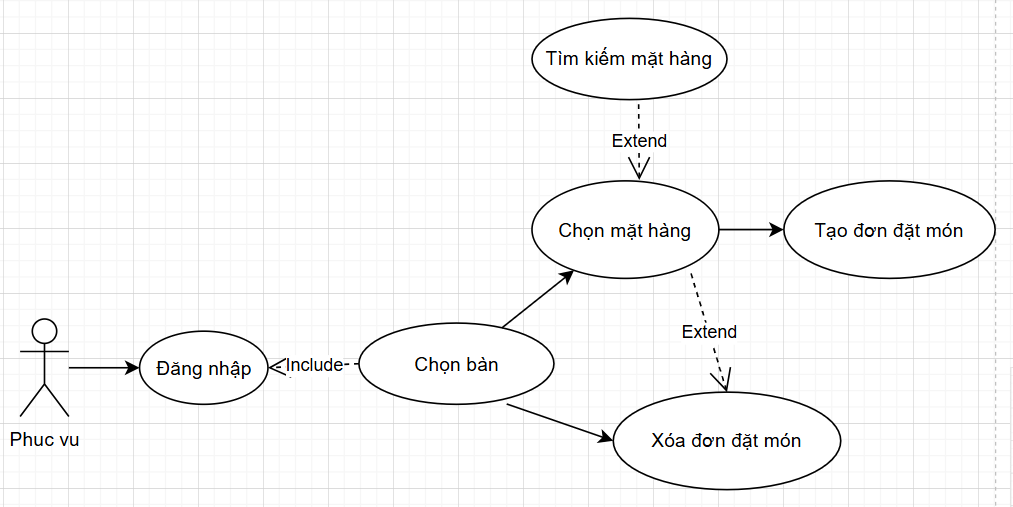 Tìm kiếm mặt hàng
Extend
Chọn mặt hàng
Tạo đơn đặt món
Extend
Đăng nhập
Include
Chọn bàn
Phuc vu
Xóa đơn đặt món